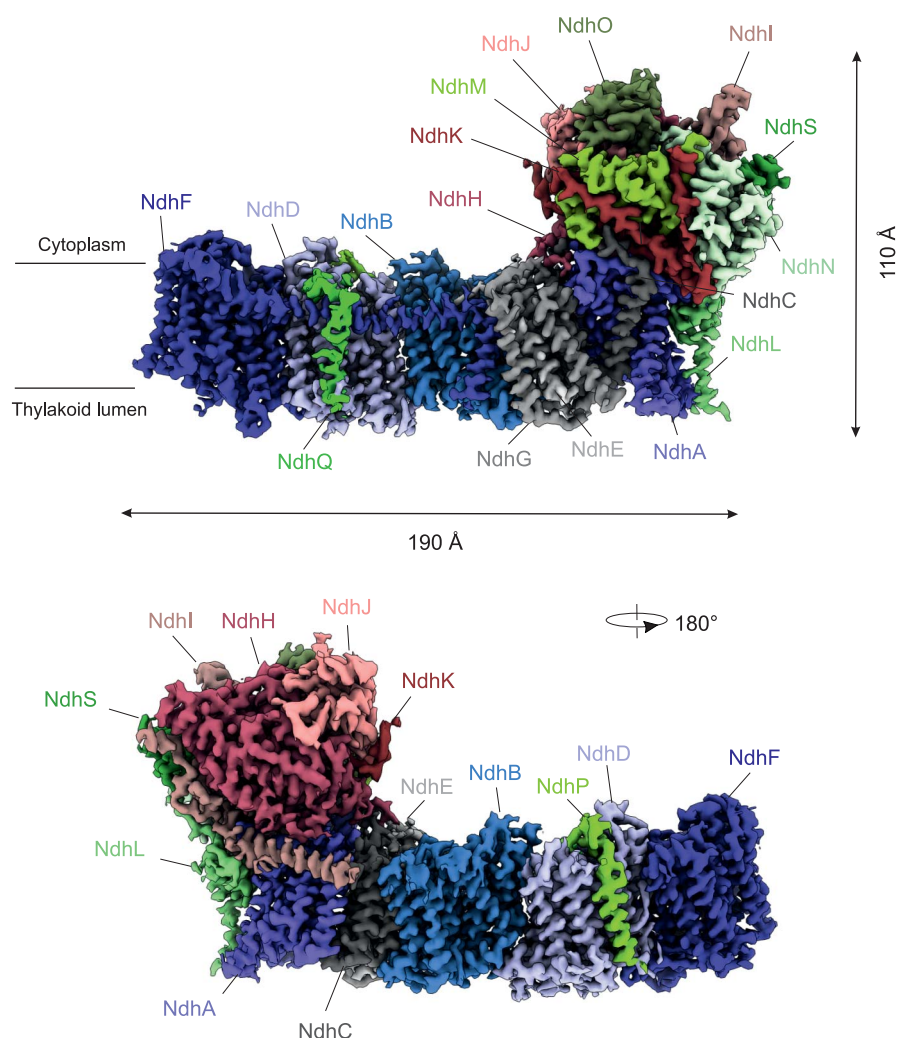 NdhO
NdhJ
NdhI
NdhM
NdhS
NdhK
NdhH
NdhF
NdhD
NdhB
Cytoplasm
NdhN
110 Å
NdhC
NdhL
Thylakoid lumen
NdhQ
NdhG
NdhE
NdhA
190 Å
NdhJ
NdhI
NdhH
180°
NdhS
NdhK
NdhD
NdhB
NdhF
NdhE
NdhP
NdhL
NdhA
NdhC